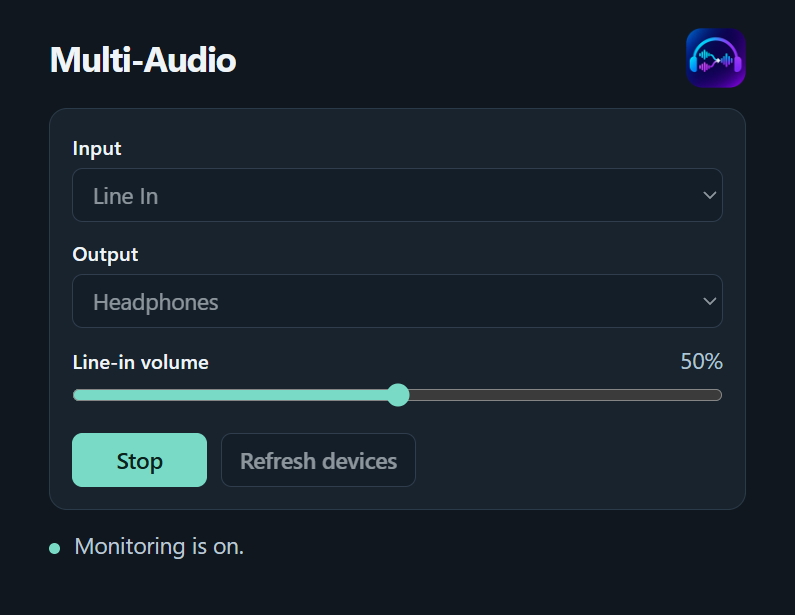 Multi-Audio
Input
Line In
Output
Headphones
Line-in volume 50%
Stop Refresh devices
Monitoring is on.